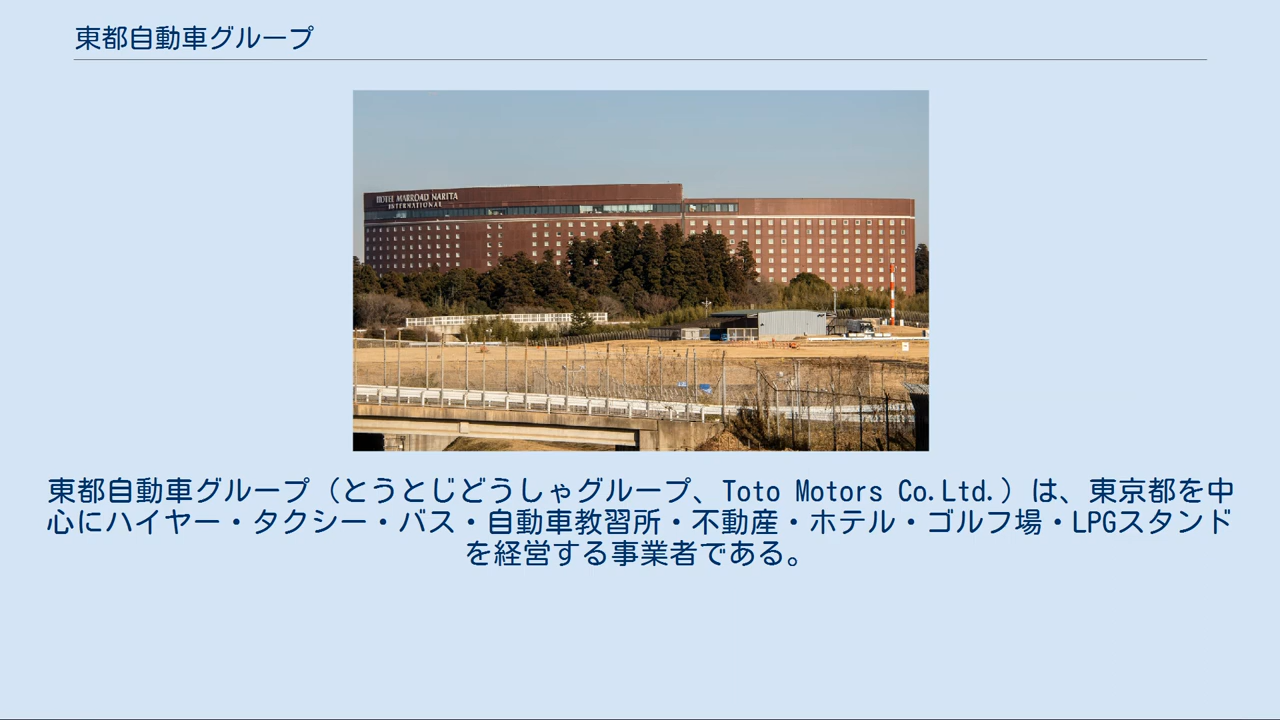 東都自動車グループ
HOTEL MARROAD NARITA
INTERNATIONAL
東都自動車グループ（とうとじどうしゃグループ、Toto Motors Co.Ltd.）は、東京都を中
心にハイヤー・タクシー・バス・自動車教習所・不動産・ホテル・ゴルフ場・LPGスタンド
を経営する事業者である。